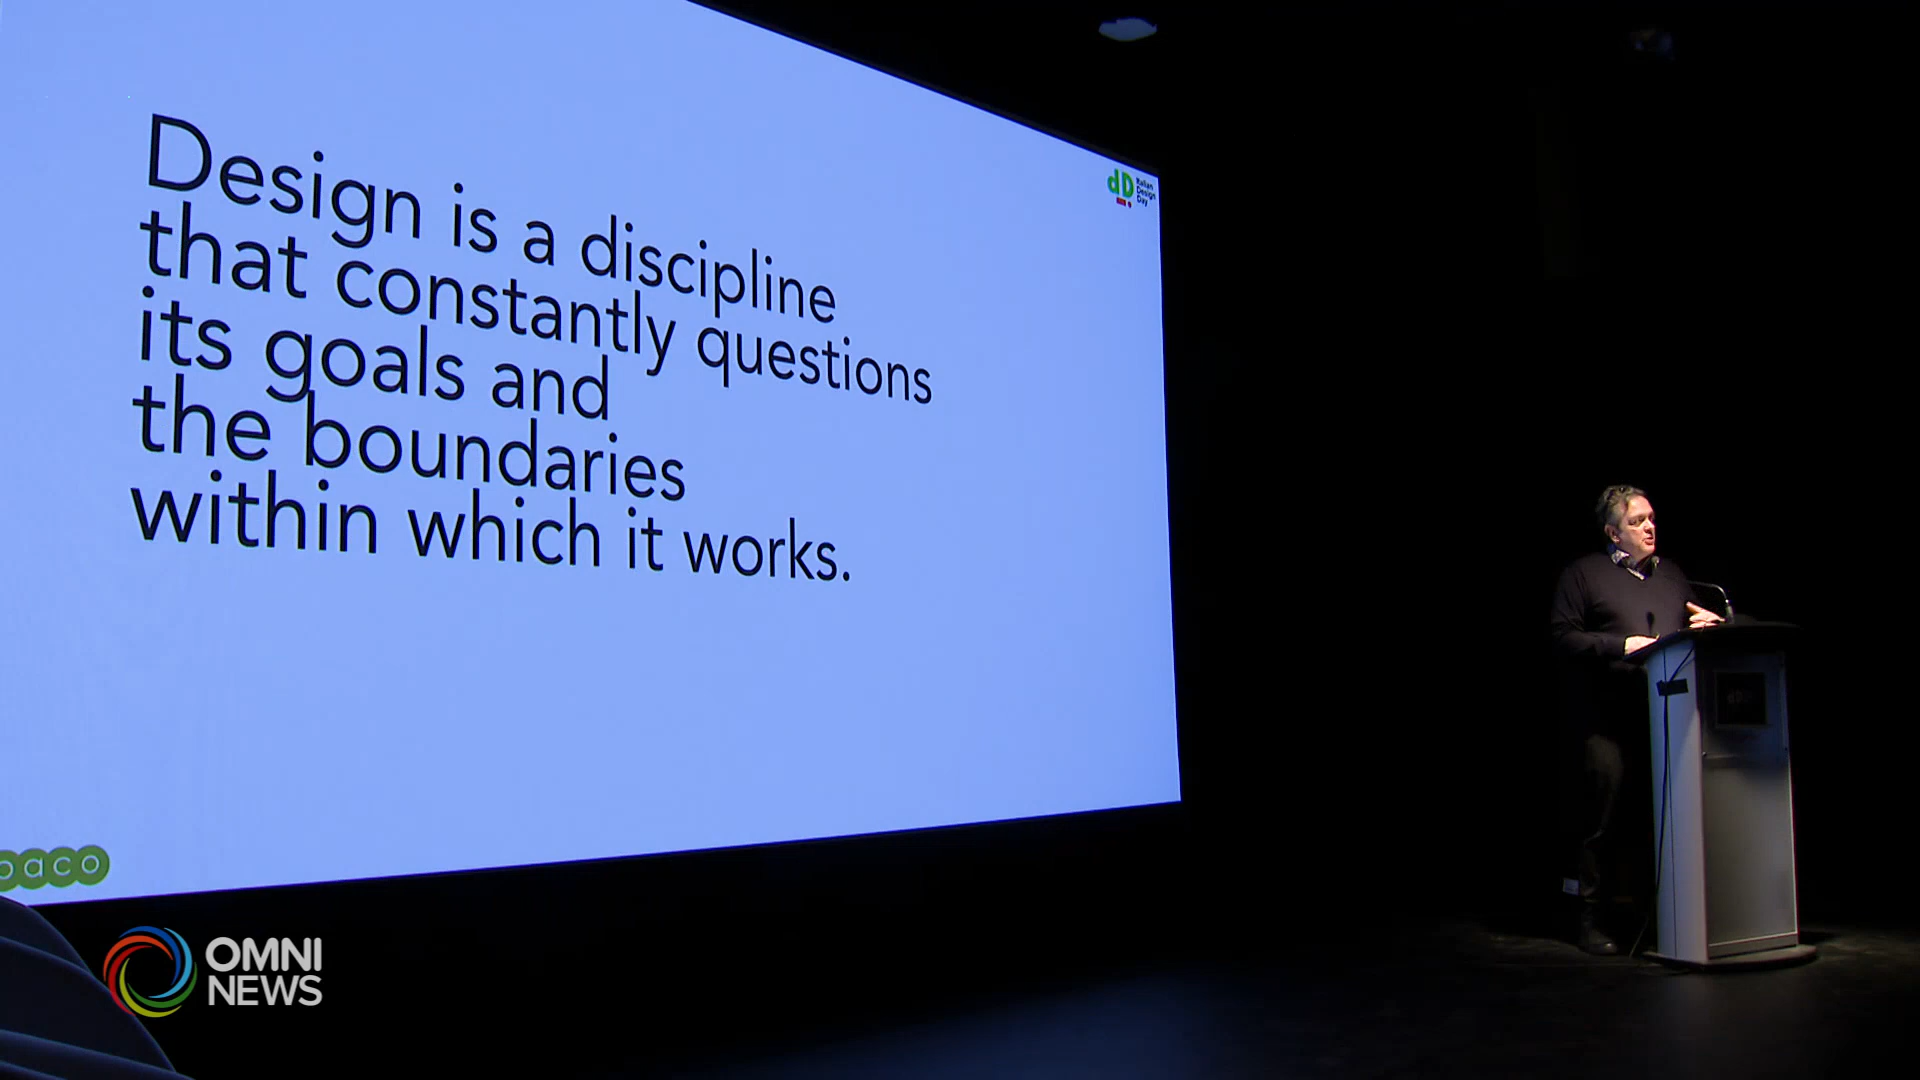 Design is a discipline
that constantly questions
its goals and
the boundaries
within which it works.
dD
Italian
Design
Day
paco
OMNI
NEWS